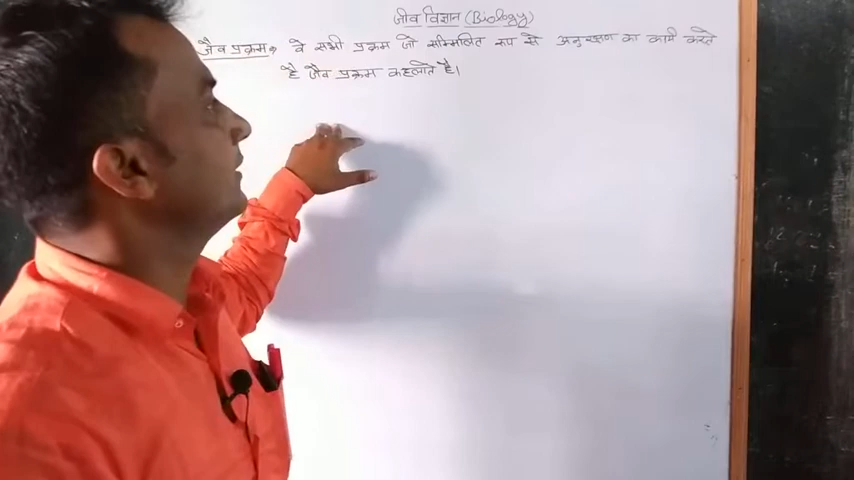 जीव विज्ञान (Biology)
जैव प्रक्रम: वे सभी प्रक्रम जो सम्मिलित रूप से अनुरक्षण का कार्य करते
है जैव प्रक्रम कहलाते है।